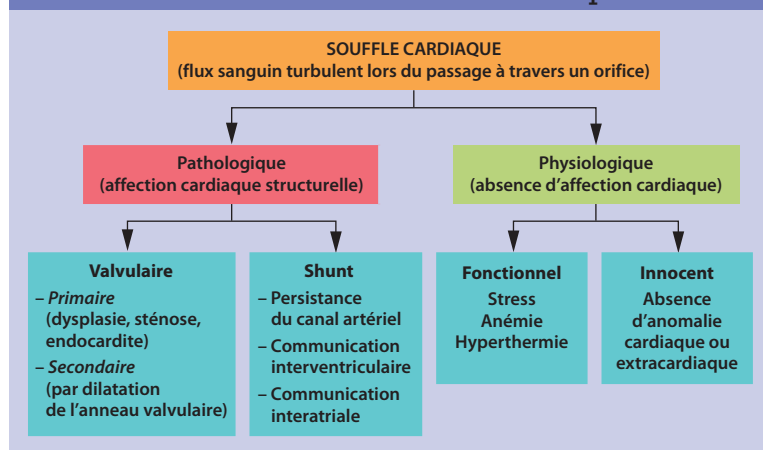 SOUFFLE CARDIAQUE
(flux sanguin turbulent lors du passage à travers un orifice)
Pathologique
(affection cardiaque structurelle)
Physiologique
(absence d'affection cardiaque)
Valvulaire
– Primaire
(dysplasie, sténose,
endocardite)
– Secondaire
(par dilatation
de l'anneau valvulaire)
Shunt
– Persistance
du canal artériel
– Communication
interventriculaire
– Communication
interatriale
Fonctionnel
Stress
Anémie
Hyperthermie
Innocent
Absence
d'anomalie
cardiaque ou
extracardiaque